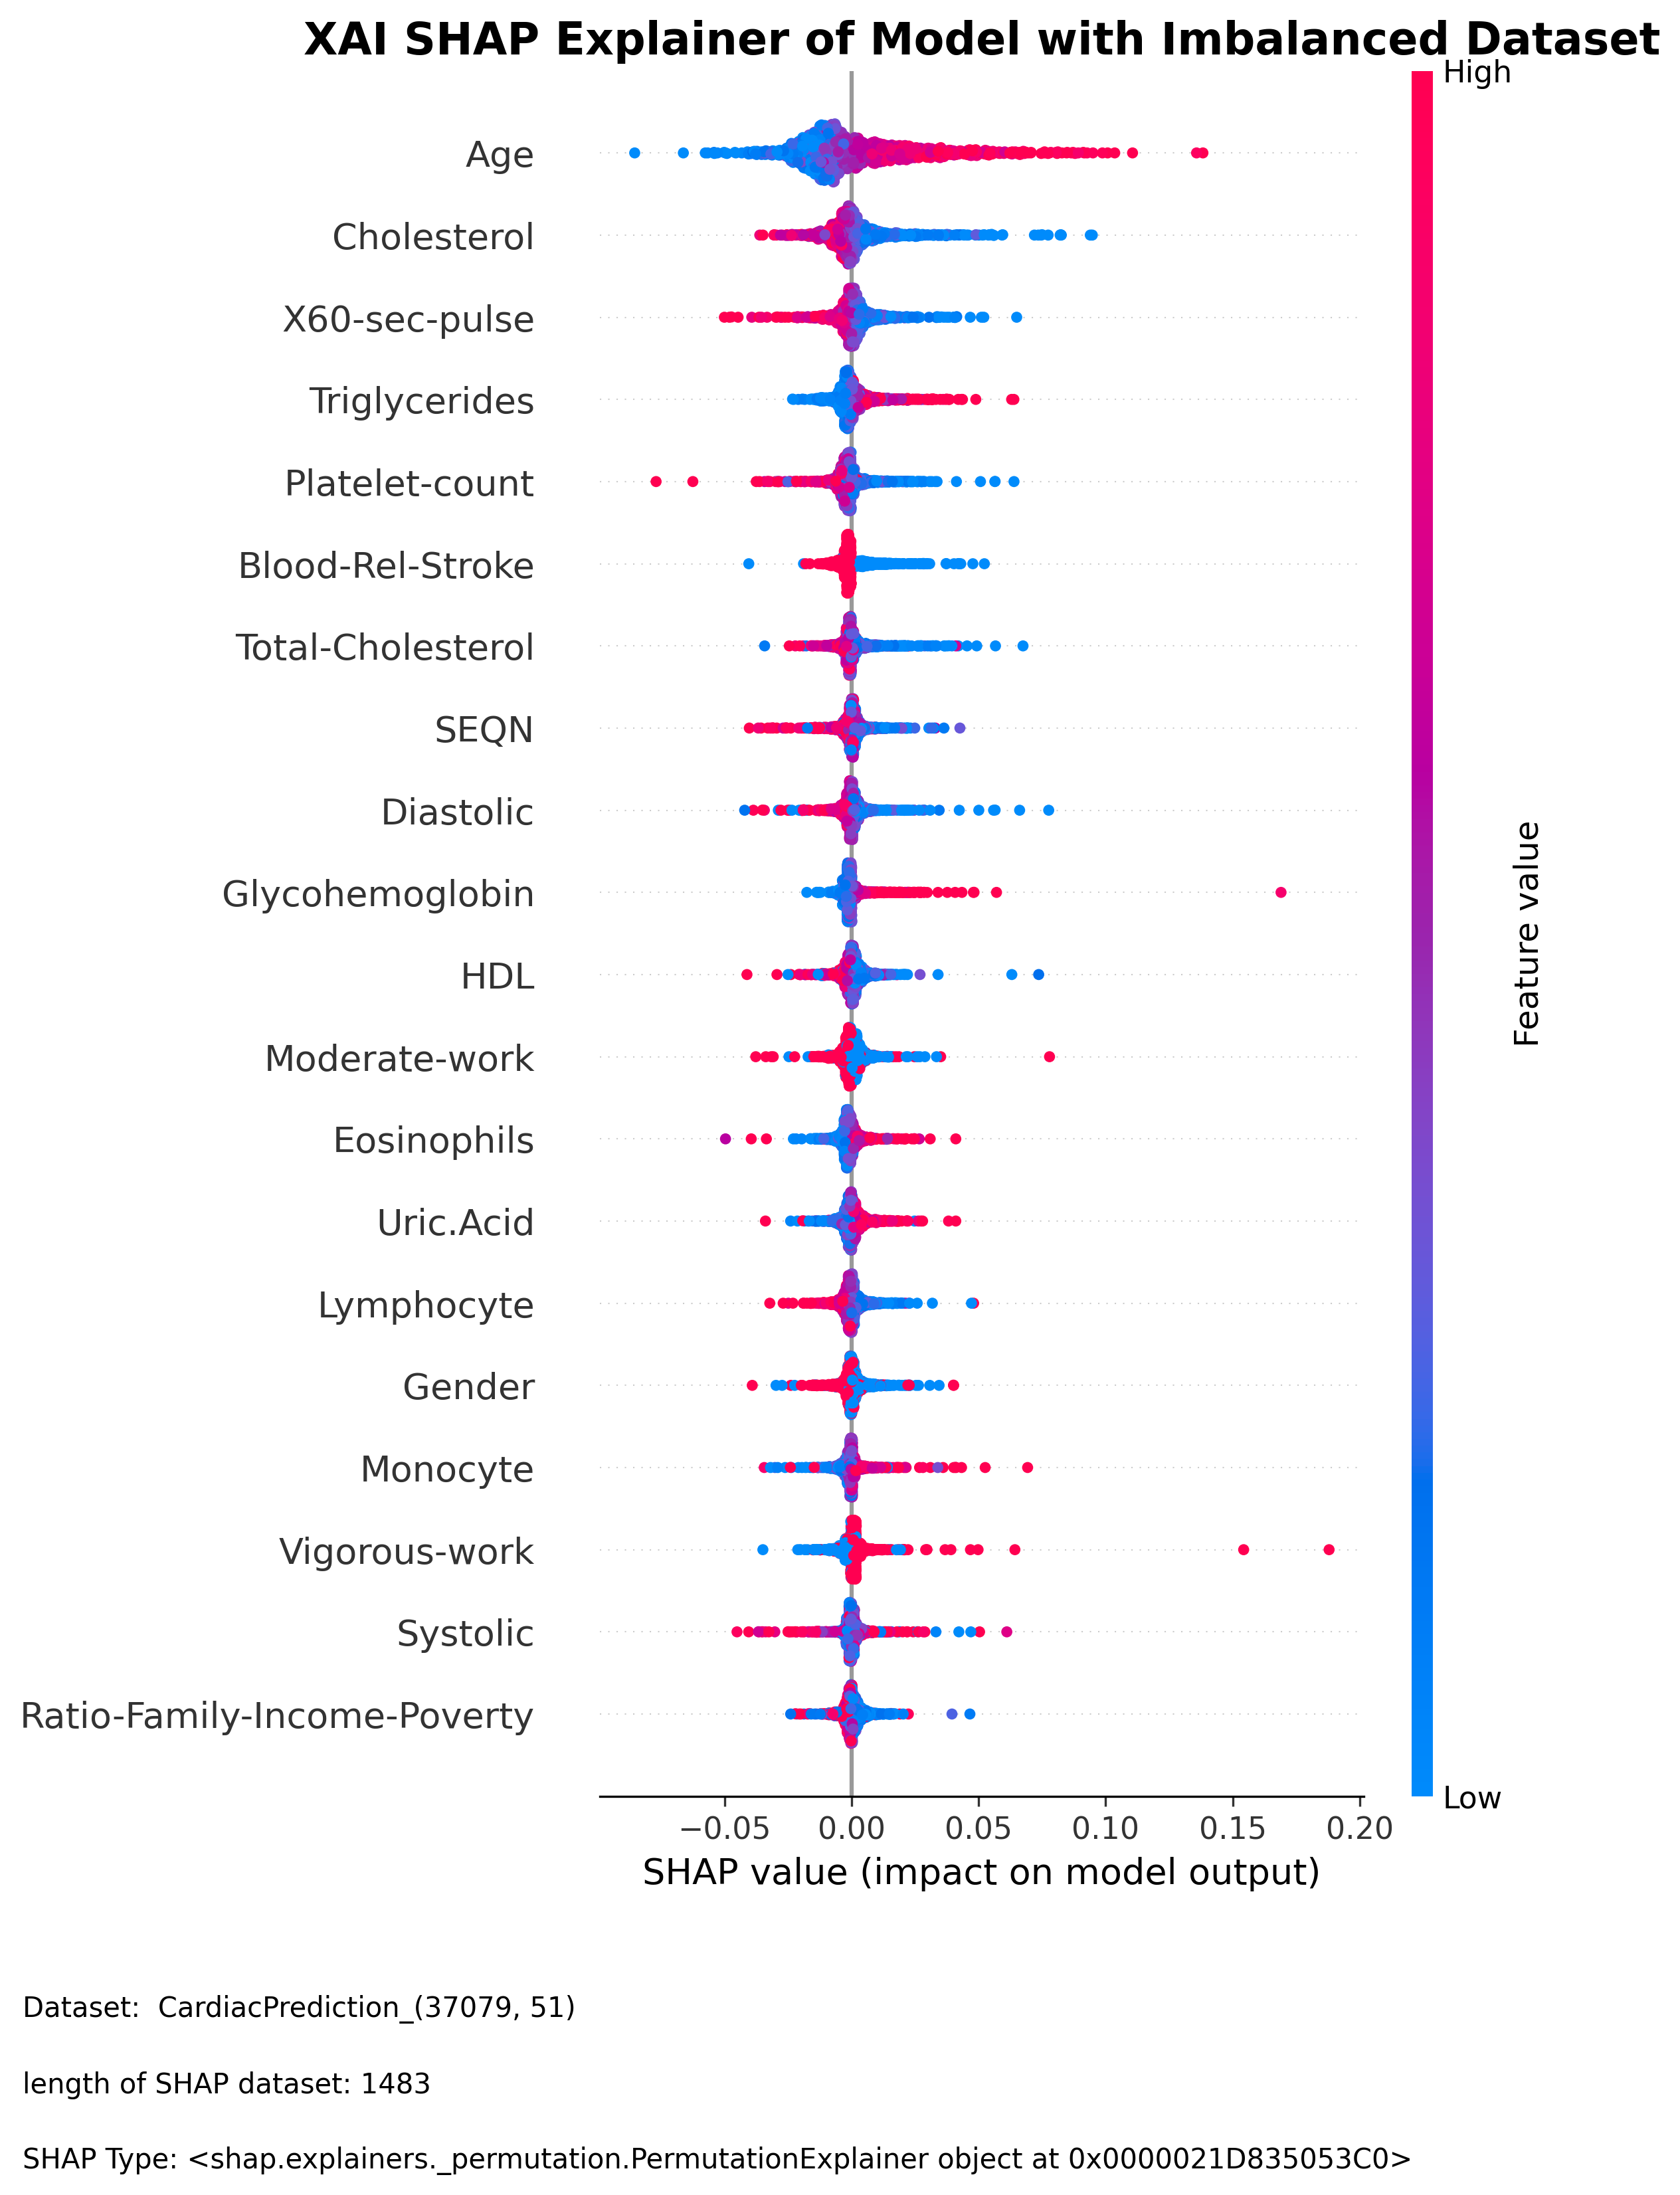 XAI SHAP Explainer of Model with Imbalanced Dataset
High
Age
Cholesterol
X60-sec-pulse
Triglycerides
Platelet-count
Blood-Rel-Stroke
Total-Cholesterol
SEQN
Diastolic
Glycohemoglobin
HDL
Moderate-work
Eosinophils
Uric.Acid
Lymphocyte
Gender
Monocyte
Vigorous-work
Systolic
Ratio-Family-Income-Poverty
Feature value
Low
−0.05 0.00 0.05 0.10 0.15 0.20
SHAP value (impact on model output)
Dataset:  CardiacPrediction_(37079, 51)
length of SHAP dataset: 1483
SHAP Type: <shap.explainers._permutation.PermutationExplainer object at 0x0000021D835053C0>